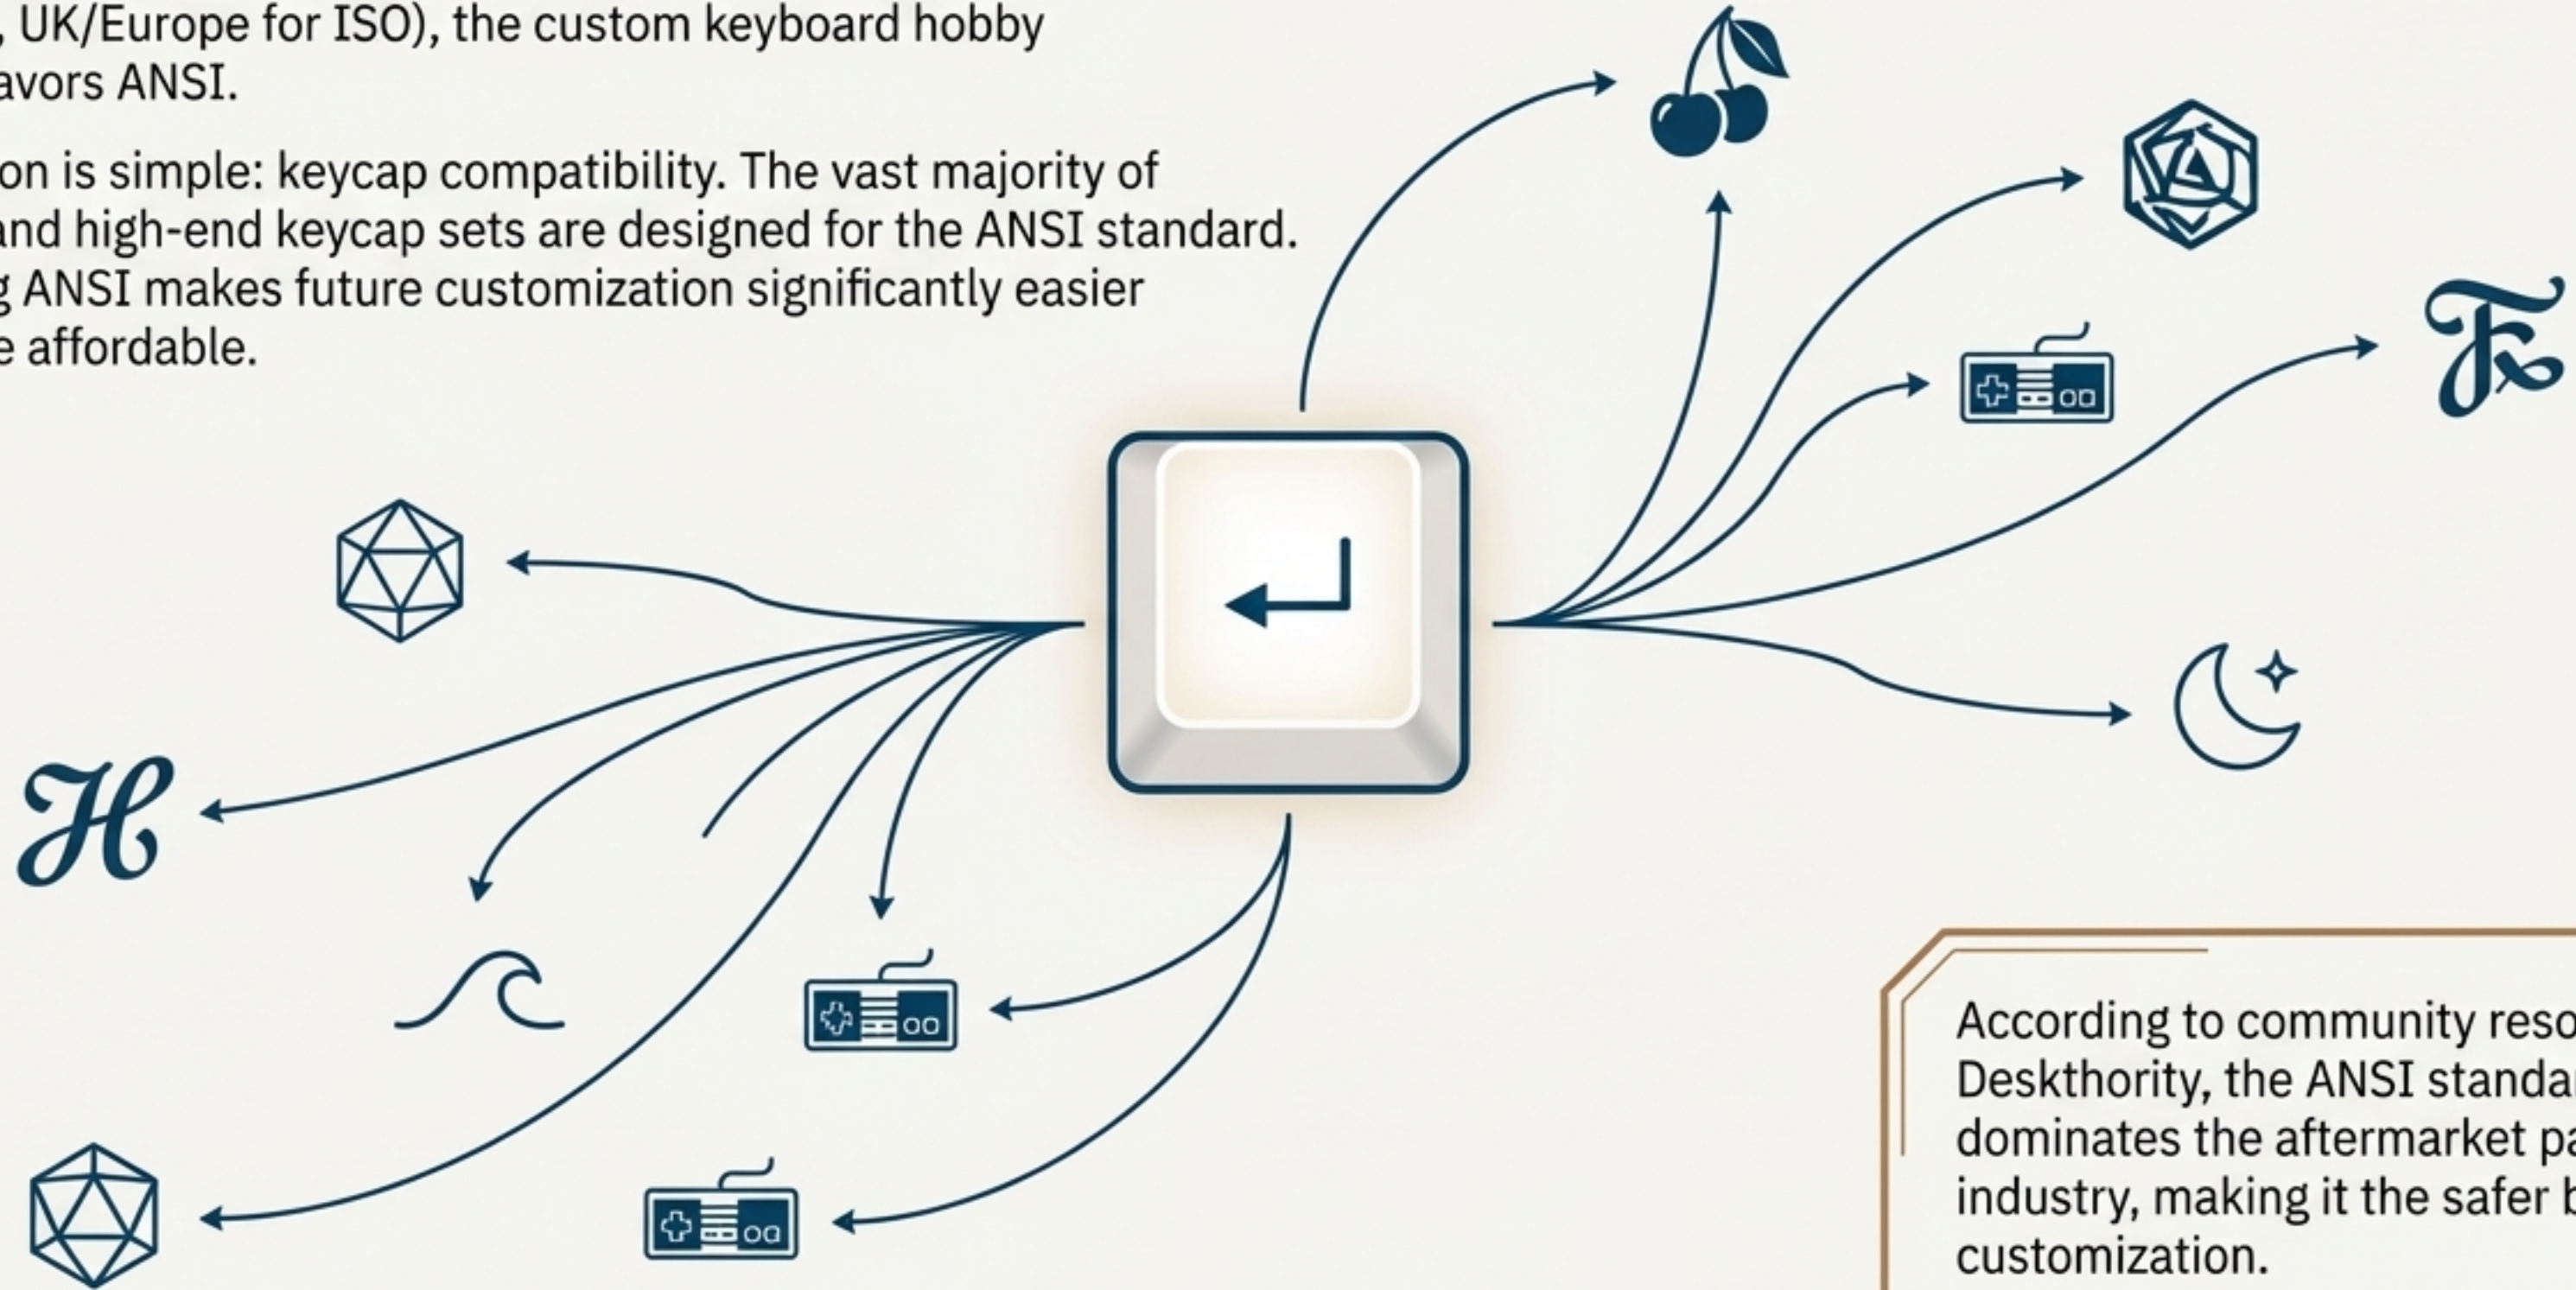 , UK/Europe for ISO), the custom keyboard hobby
avors ANSI.
on is simple: keycap compatibility. The vast majority of
and high-end keycap sets are designed for the ANSI standard.
g ANSI makes future customization significantly easier
e affordable.
Fx
H
According to community reso
Deskthority, the ANSI standar
dominates the aftermarket pa
industry, making it the safer b
customization.